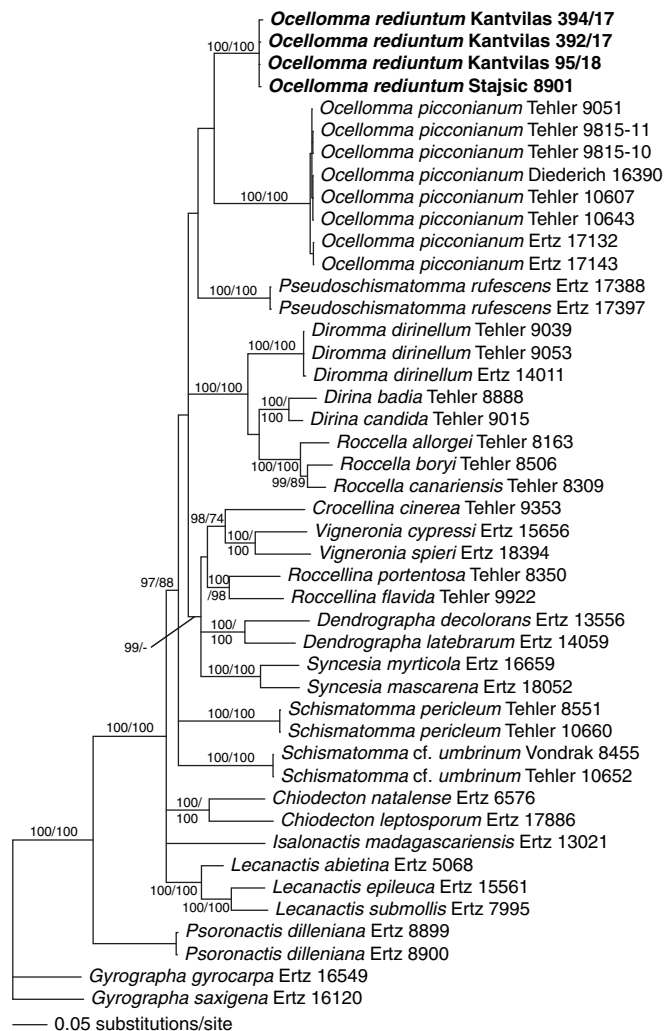 Ocellomma rediuntum Kantvilas 394/17
100/100
Ocellomma rediuntum Kantvilas 392/17
Ocellomma rediuntum Kantvilas 95/18
Ocellomma rediuntum Stajsic 8901
Ocellomma picconianum Tehler 9051
Ocellomma picconianum Tehler 9815-11
Ocellomma picconianum Tehler 9815-10
Ocellomma picconianum Diederich 16390
100/100
Ocellomma picconianum Tehler 10607
Ocellomma picconianum Tehler 10643
Ocellomma picconianum Ertz 17132
Ocellomma picconianum Ertz 17143
100/100
Pseudoschismatomma rufescens Ertz 17388
Pseudoschismatomma rufescens Ertz 17397
Diromma dirinellum Tehler 9039
100/100
Diromma dirinellum Tehler 9053
Diromma dirinellum Ertz 14011
100/100
100/
100
Dirina badia Tehler 8888
Dirina candida Tehler 9015
Roccella allorgei Tehler 8163
100/100
Roccella boryi Tehler 8506
99/89
Roccella canariensis Tehler 8309
Crocellina cinerea Tehler 9353
98/74
Vigneronia cypressi Ertz 15656
100/
100
Vigneronia spieri Ertz 18394
97/88
100
/98
Roccellina portentosa Tehler 8350
Roccellina flavida Tehler 9922
Dendrographa decolorans Ertz 13556
100/
100
Dendrographa latebrarum Ertz 14059
99/-
Syncesia myrticola Ertz 16659
100/100
Syncesia mascarena Ertz 18052
Schismatomma pericleum Tehler 8551
100/100
Schismatomma pericleum Tehler 10660
100/100
Schismatomma cf. umbrinum Vondrak 8455
100/100
Schismatomma cf. umbrinum Tehler 10652
Chiodecton natalense Ertz 6576
100/
100
Chiodecton leptosporum Ertz 17886
100/100
Isalonactis madagascariensis Ertz 13021
Lecanactis abietina Ertz 5068
100/100
Lecanactis epileuca Ertz 15561
100/100
Lecanactis submollis Ertz 7995
Psoronactis dilleniana Ertz 8899
Psoronactis dilleniana Ertz 8900
Gyrographa gyrocarpa Ertz 16549
Gyrographa saxigena Ertz 16120
0.05 substitutions/site